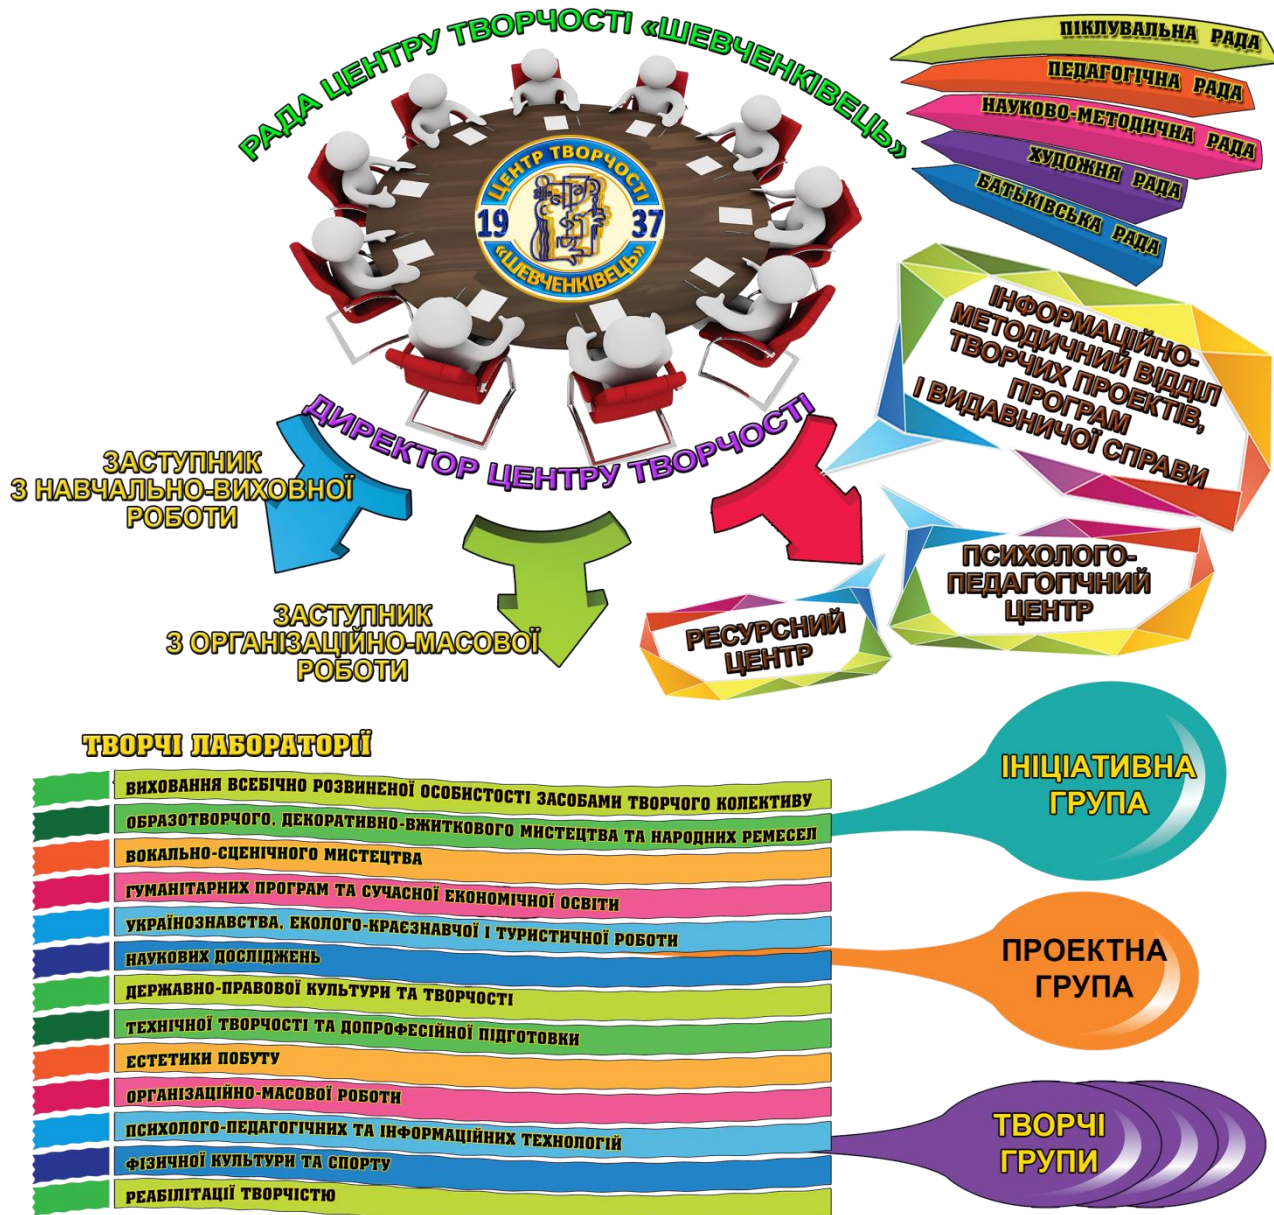 РАДА ЦЕНТРУ ТВОРЧОСТІ «ШЕВЧЕНКІВЕЦЬ»
ЦЕНТР ТВОРЧОСТІ
19 37
«ШЕВЧЕНКІВЕЦЬ»
ПІКЛУВАЛЬНА РАДА
ПЕДАГОГІЧНА РАДА
НАУКОВО-МЕТОДИЧНА РАДА
ХУДОЖНЯ РАДА
БАТЬКІВСЬКА РАДА
ІНФОРМАЦІЙНО-
МЕТОДИЧНИЙ ВІДДІЛ
ТВОРЧИХ ПРОЕКТІВ,
ПРОГРАМ
І ВИДАВНИЧОЇ СПРАВИ
ДИРЕКТОР ЦЕНТРУ ТВОРЧОСТІ
ЗАСТУПНИК
З НАВЧАЛЬНО-ВИХОВНОЇ
РОБОТИ
ЗАСТУПНИК
З ОРГАНІЗАЦІЙНО-МАСОВОЇ
РОБОТИ
ПСИХОЛОГО-
ПЕДАГОГІЧНИЙ
ЦЕНТР
РЕСУРСНИЙ
ЦЕНТР
ТВОРЧІ ЛАБОРАТОРІЇ
ВИХОВАННЯ ВСЕБІЧНО РОЗВИНЕНОЇ ОСОБИСТОСТІ ЗАСОБАМИ ТВОРЧОГО КОЛЕКТИВУ
ОБРАЗОТВОРЧОГО, ДЕКОРАТИВНО-ВЖИТКОВОГО МИСТЕЦТВА ТА НАРОДНИХ РЕМЕСЕЛ
ВОКАЛЬНО-СЦЕНІЧНОГО МИСТЕЦТВА
ГУМАНІТАРНИХ ПРОГРАМ ТА СУЧАСНОЇ ЕКОНОМІЧНОЇ ОСВІТИ
УКРАЇНОЗНАВСТВА, ЕКОЛОГО-КРАЄЗНАВЧОЇ І ТУРИСТИЧНОЇ РОБОТИ
НАУКОВИХ ДОСЛІДЖЕНЬ
ДЕРЖАВНО-ПРАВОВОЇ КУЛЬТУРИ ТА ТВОРЧОСТІ
ТЕХНІЧНОЇ ТВОРЧОСТІ ТА ДОПРОФЕСІЙНОЇ ПІДГОТОВКИ
ЕСТЕТИКИ ПОБУТУ
ОРГАНІЗАЦІЙНО-МАСОВОЇ РОБОТИ
ПСИХОЛОГО-ПЕДАГОГІЧНИХ ТА ІНФОРМАЦІЙНИХ ТЕХНОЛОГІЙ
ФІЗИЧНОЇ КУЛЬТУРИ ТА СПОРТУ
РЕАБІЛІТАЦІЇ ТВОРЧІСТЮ
ІНІЦІАТИВНА
ГРУПА
ПРОЕКТНА
ГРУПА
ТВОРЧІ
ГРУПИ